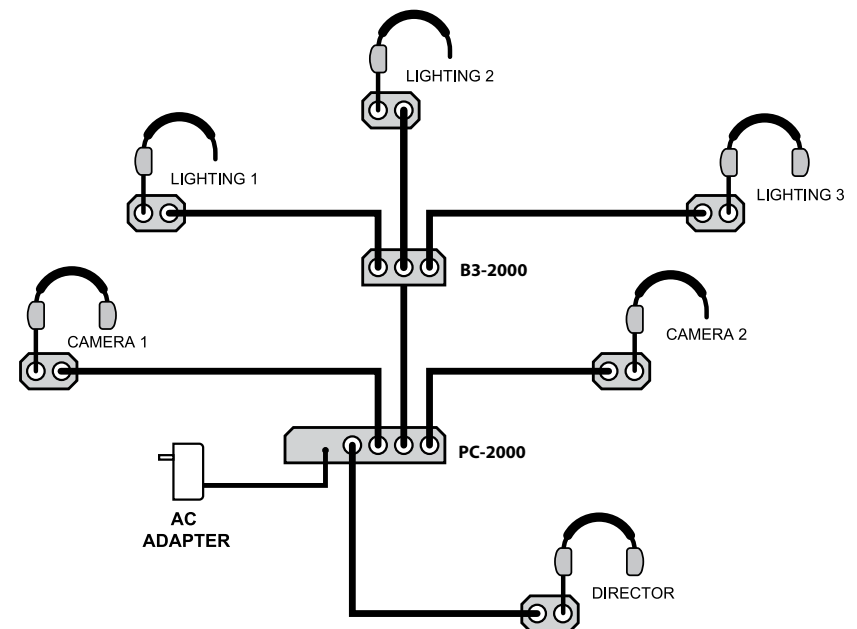 LIGHTING 2
LIGHTING 1
LIGHTING 3
B3-2000
CAMERA 1
CAMERA 2
PC-2000
AC
ADAPTER
DIRECTOR